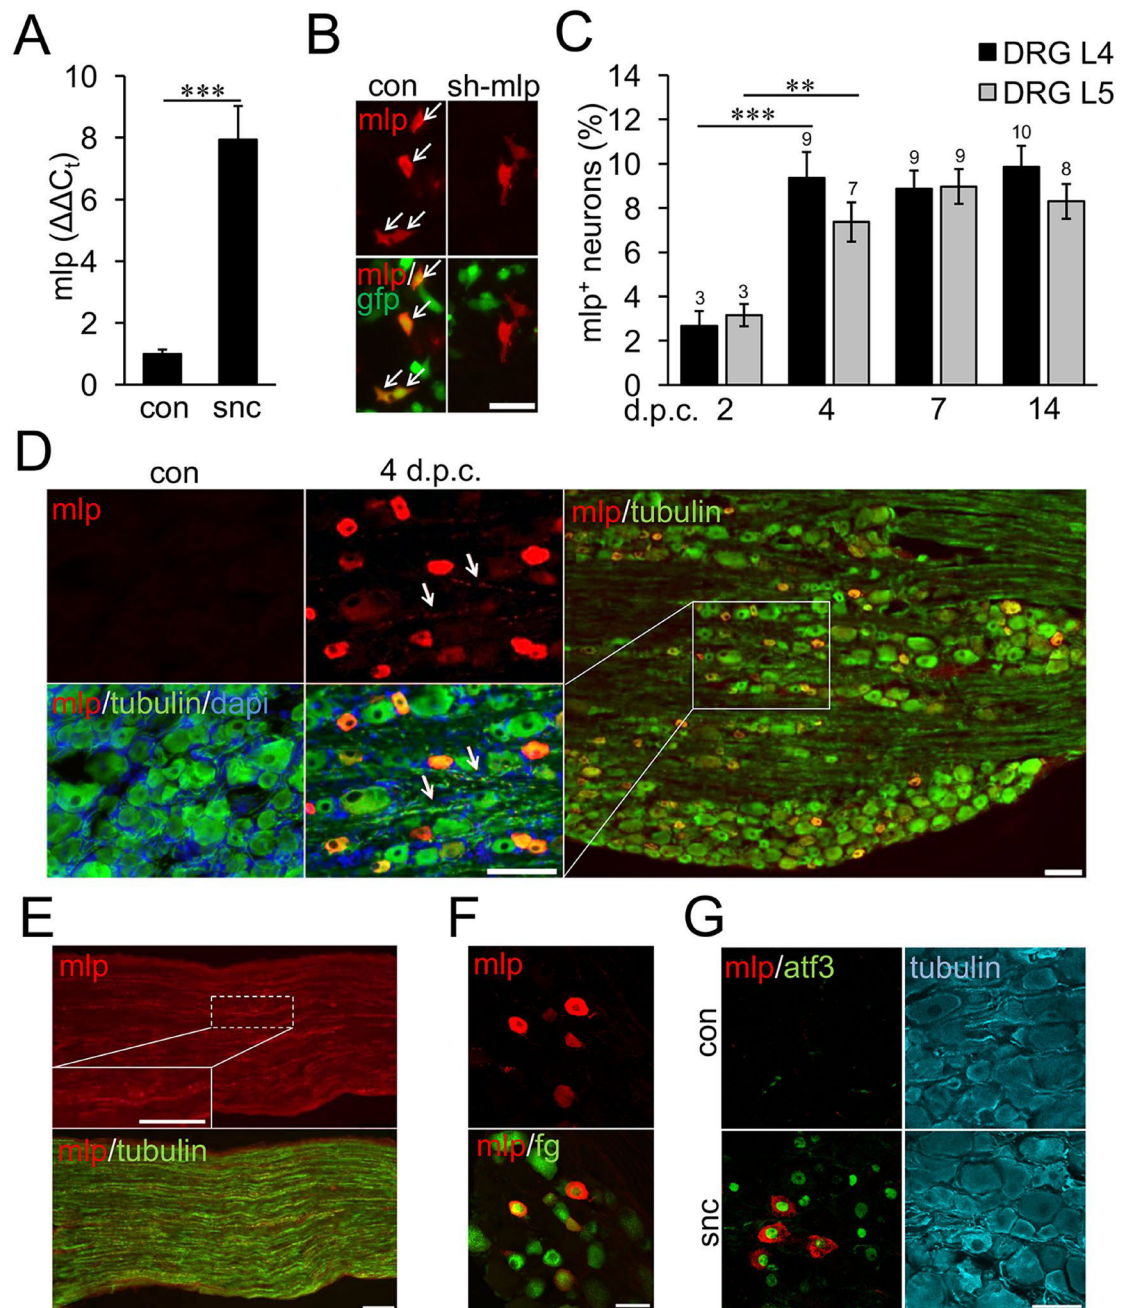 A
mlp (ΔΔCt)
10
8
6
4
2
0
***
con snc
B
con sh-mlp
mlp
mlp/
gfp
C
DRG L4
DRG L5
mlp+ neurons (%)
14
12
10
8
6
4
2
0
**
***
3 3 9 7 9 9 10 8
d.p.c. 2 4 7 14
D
con 4 d.p.c.
mlp
mlp/tubulin
mlp/tubulin/dapi
E
mlp
mlp/tubulin
F
mlp
mlp/fg
G
mlp/atf3 tubulin
con
snc